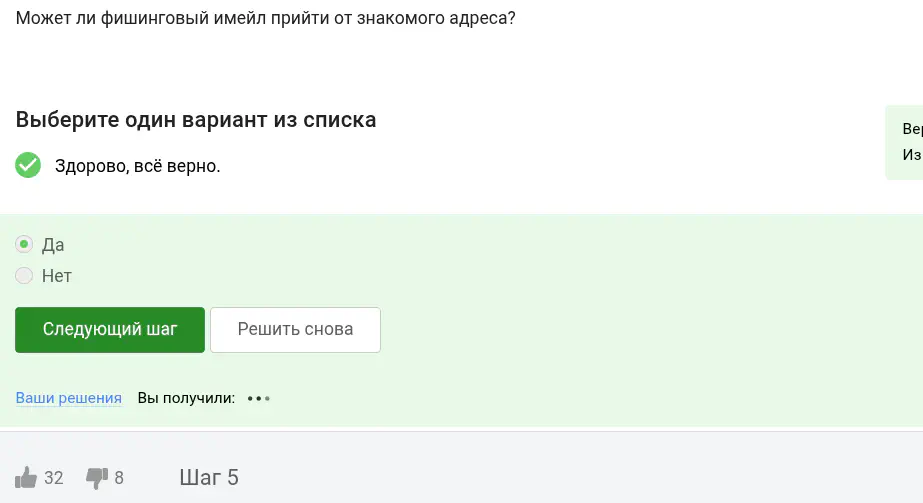 Может ли фишинговый имейл прийти от знакомого адреса?
Выберите один вариант из списка
Здорово, всё верно.
Из
Да
Нет
Следующий шаг Решить снова
Ваши решения Вы получили:
32 8 Шаг 5